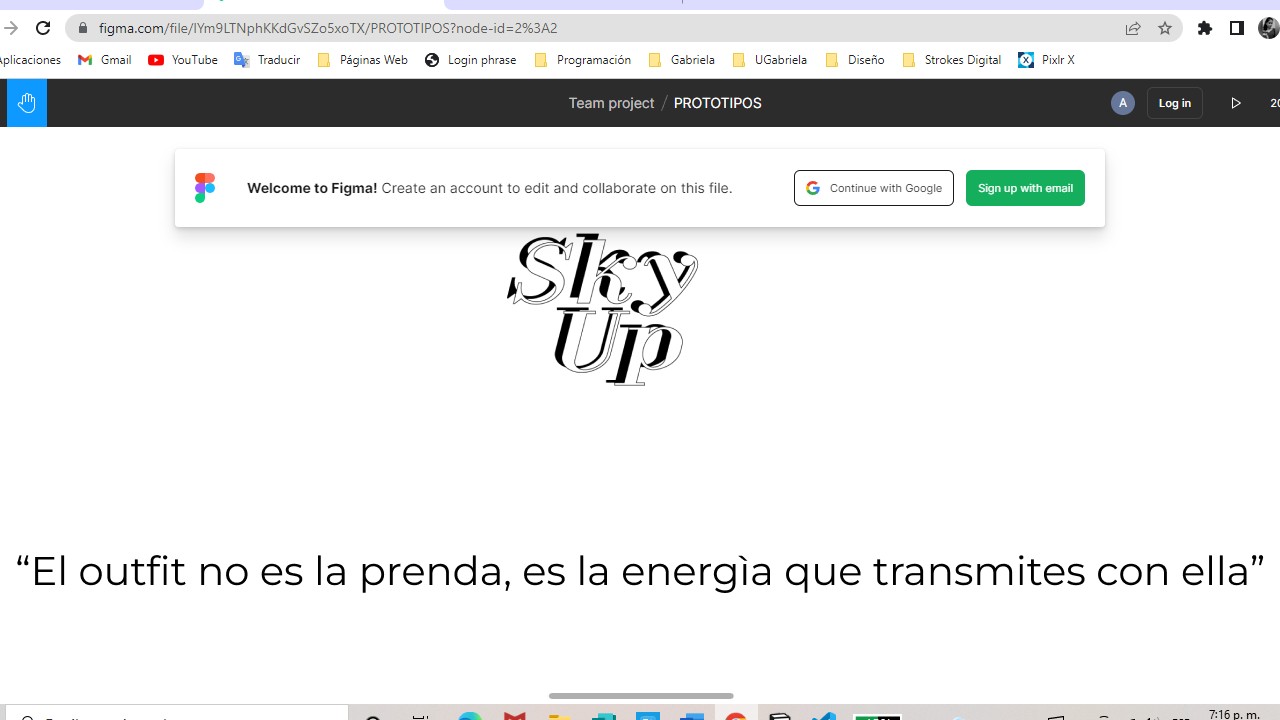 figma.com/file/lYm9LTNphKKdGvSZo5xoTX/PROTOTIPOS?node-id=2%3A2
plicaciones Gmail YouTube Traducir Páginas Web Login phrase Progranación Gabriela UGabriela Diseño Strokes Digital Pixlr X
Team project / PROTOTIPOS A Log in 20
Welcome to Figma! Create an account to edit and collaborate on this file. Continue with Google Sign up with email
Sky
Up
“El outfit no es la prenda, es la energìa que transmites con ella”
7:16 p. m.